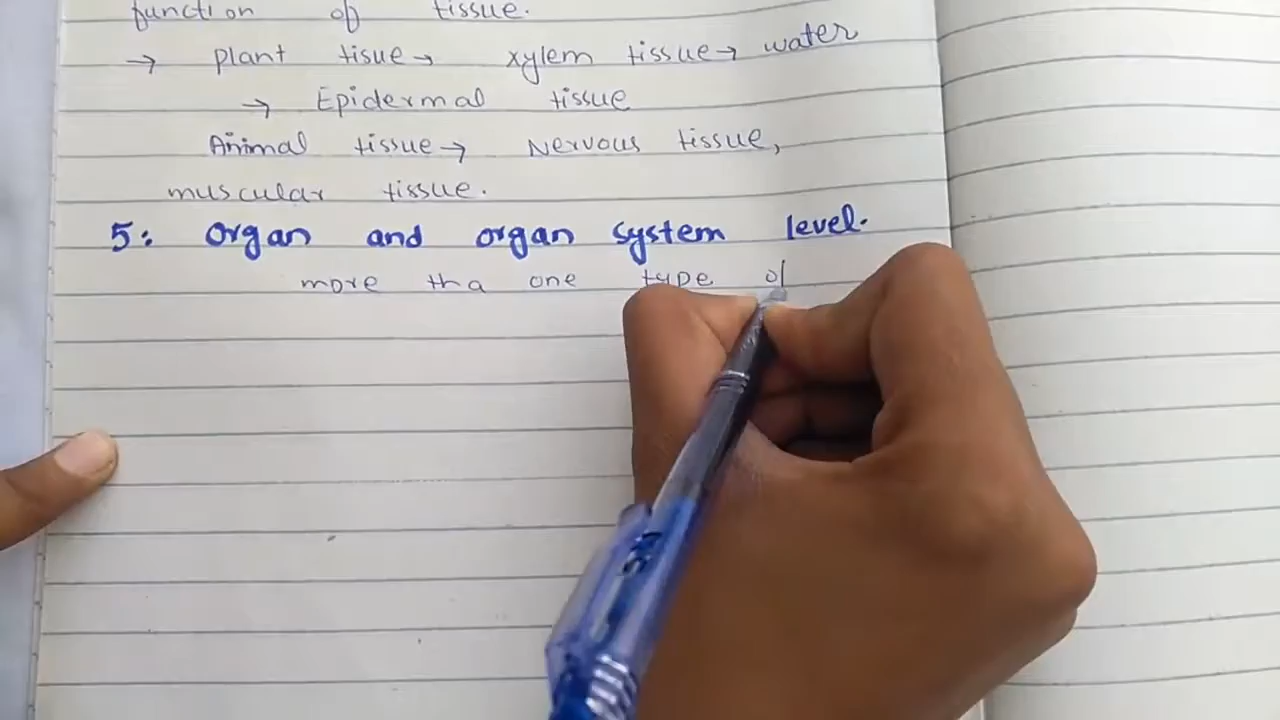 function of tissue.
→ plant tisue → xylem tissue → water
→ Epidermal tissue
Animal tissue → Nervous tissue,
muscular tissue.
5: organ and organ system level.
more tha one type of